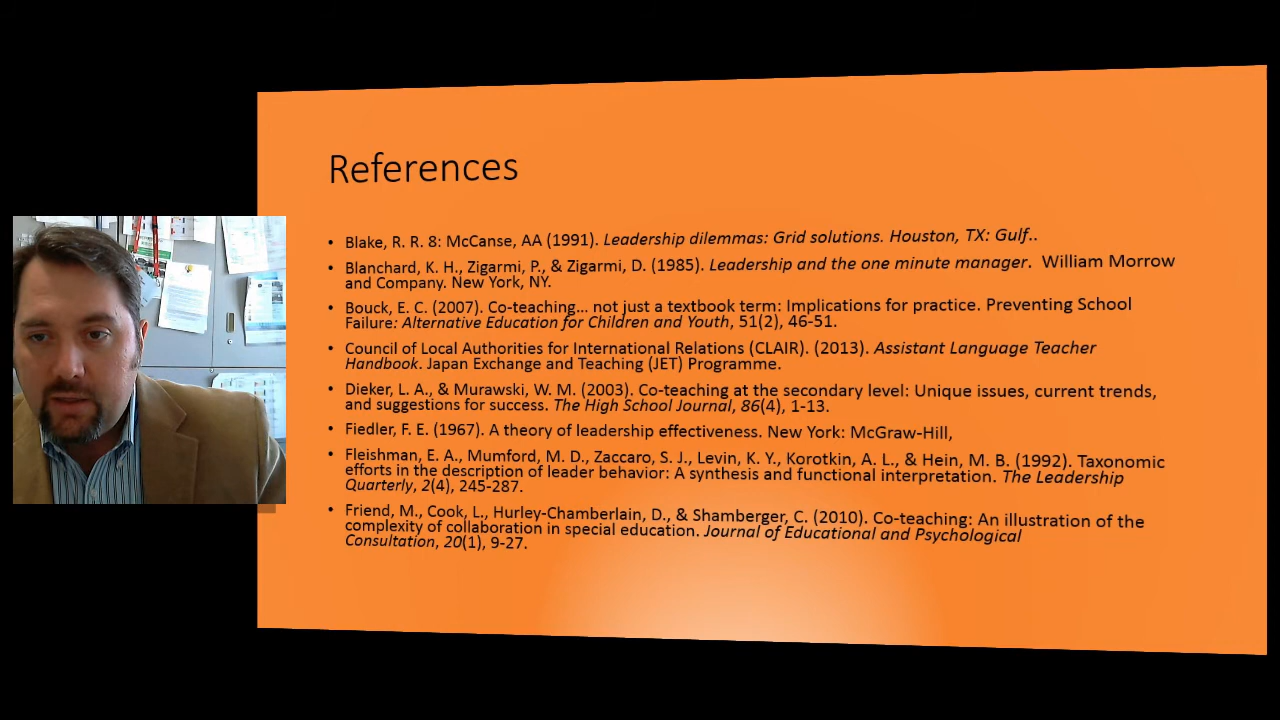 References
• Blake, R. R. 8: McCanse, AA (1991). Leadership dilemmas: Grid solutions. Houston, TX: Gulf..
• Blanchard, K. H., Zigarmi, P., & Zigarmi, D. (1985). Leadership and the one minute manager.  William Morrow
and Company. New York, NY.
• Bouck, E. C. (2007). Co-teaching... not just a textbook term: Implications for practice. Preventing School
Failure: Alternative Education for Children and Youth, 51(2), 46-51.
• Council of Local Authorities for International Relations (CLAIR). (2013). Assistant Language Teacher
Handbook. Japan Exchange and Teaching (JET) Programme.
• Dieker, L. A., & Murawski, W. M. (2003). Co-teaching at the secondary level: Unique issues, current trends,
and suggestions for success. The High School Journal, 86(4), 1-13.
• Fiedler, F. E. (1967). A theory of leadership effectiveness. New York: McGraw-Hill,
• Fleishman, E. A., Mumford, M. D., Zaccaro, S. J., Levin, K. Y., Korotkin, A. L., & Hein, M. B. (1992). Taxonomic
efforts in the description of leader behavior: A synthesis and functional interpretation. The Leadership
Quarterly, 2(4), 245-287.
• Friend, M., Cook, L., Hurley-Chamberlain, D., & Shamberger, C. (2010). Co-teaching: An illustration of the
complexity of collaboration in special education. Journal of Educational and Psychological
Consultation, 20(1), 9-27.